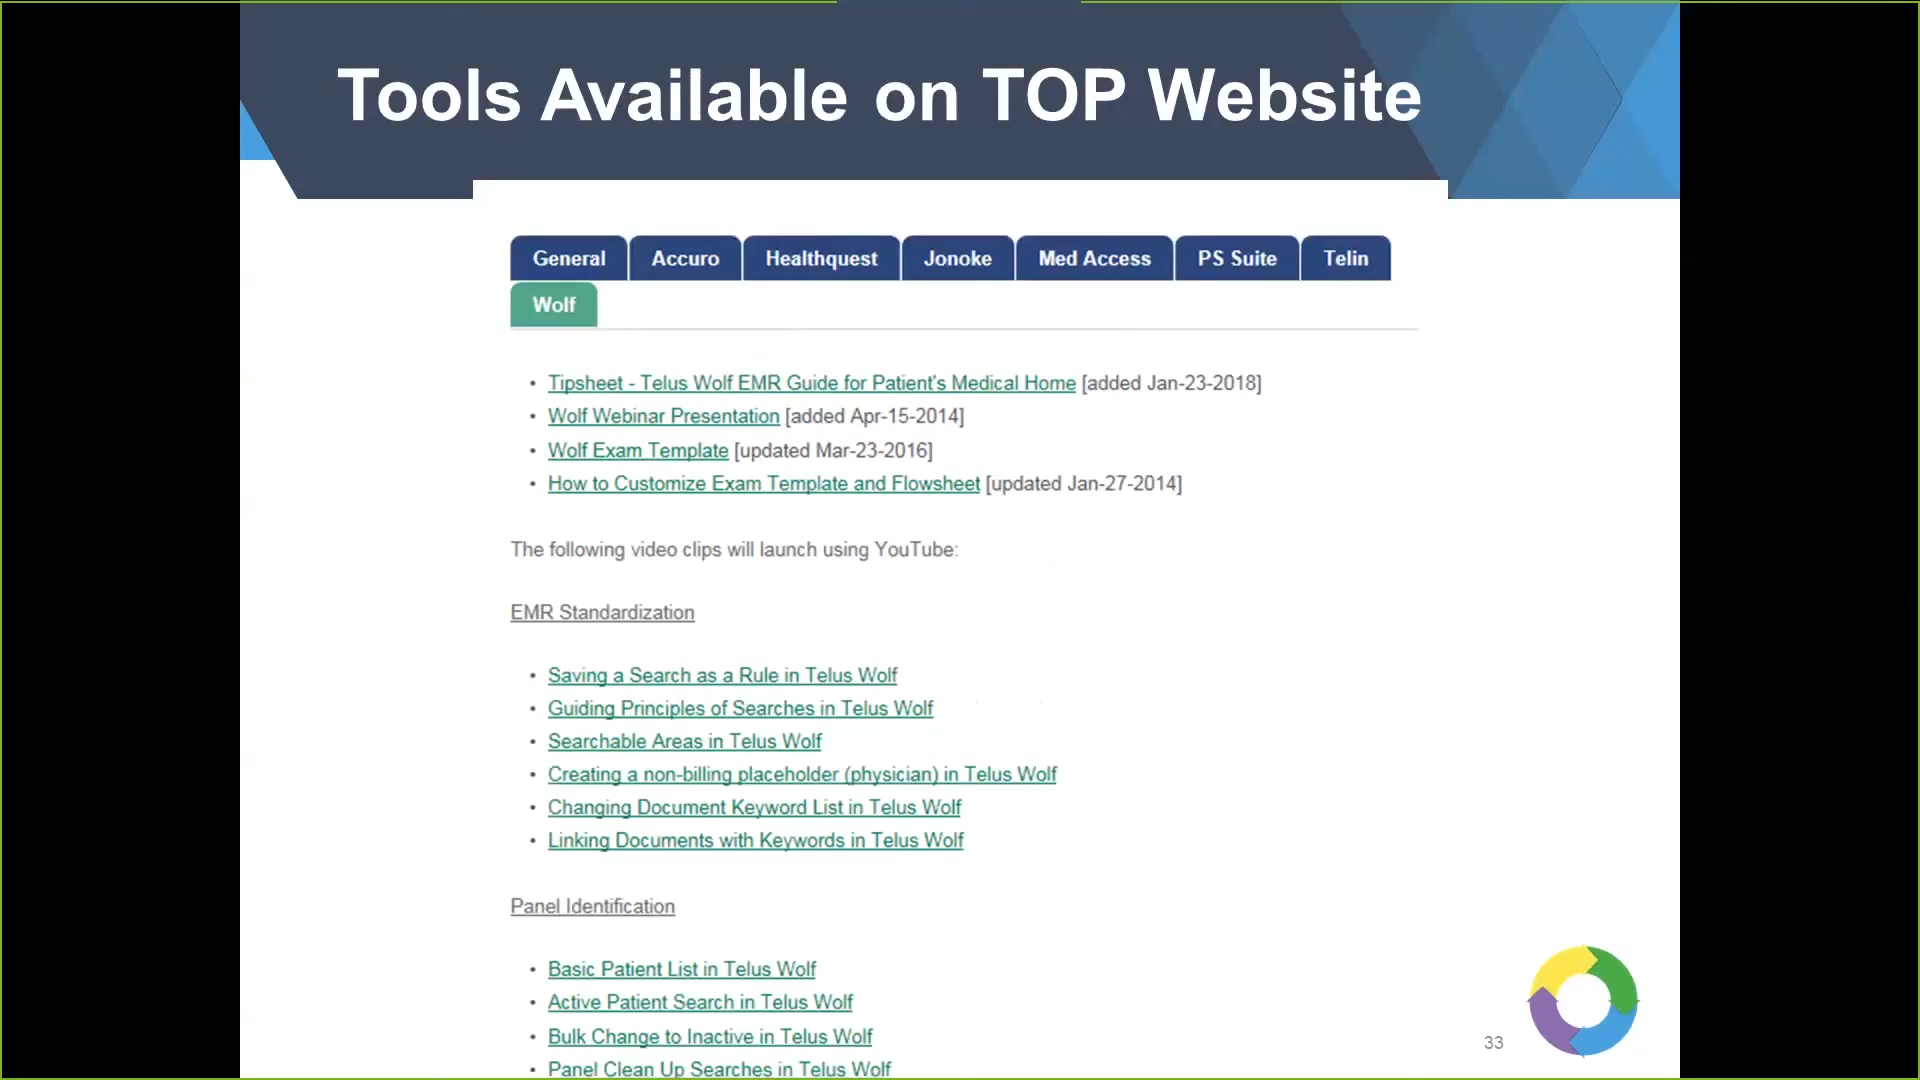 Tools Available on TOP Website
General Accuro Healthquest Jonoke Med Access PS Suite Telin
Wolf
• Tipsheet - Telus Wolf EMR Guide for Patient's Medical Home [added Jan-23-2018]
• Wolf Webinar Presentation [added Apr-15-2014]
• Wolf Exam Template [updated Mar-23-2016]
• How to Customize Exam Template and Flowsheet [updated Jan-27-2014]
The following video clips will launch using YouTube:
EMR Standardization
• Saving a Search as a Rule in Telus Wolf
• Guiding Principles of Searches in Telus Wolf
• Searchable Areas in Telus Wolf
• Creating a non-billing placeholder (physician) in Telus Wolf
• Changing Document Keyword List in Telus Wolf
• Linking Documents with Keywords in Telus Wolf
Panel Identification
• Basic Patient List in Telus Wolf
• Active Patient Search in Telus Wolf
• Bulk Change to Inactive in Telus Wolf
• Panel Clean Up Searches in Telus Wolf
33